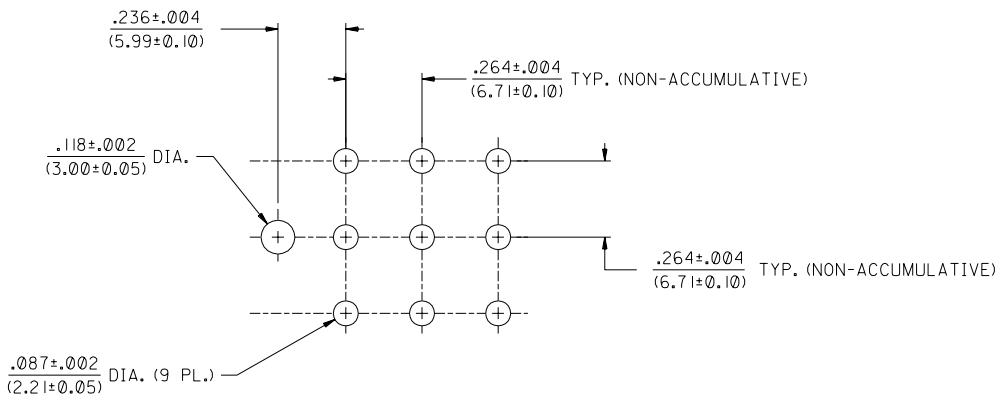 .236±.004
(5.99±0.10)
.264±.004
(6.71±0.10) TYP. (NON-ACCUMULATIVE)
.118±.002
(3.00±0.05) DIA.
.264±.004
(6.71±0.10) TYP. (NON-ACCUMULATIVE)
.087±.002
(2.21±0.05) DIA. (9 PL.)